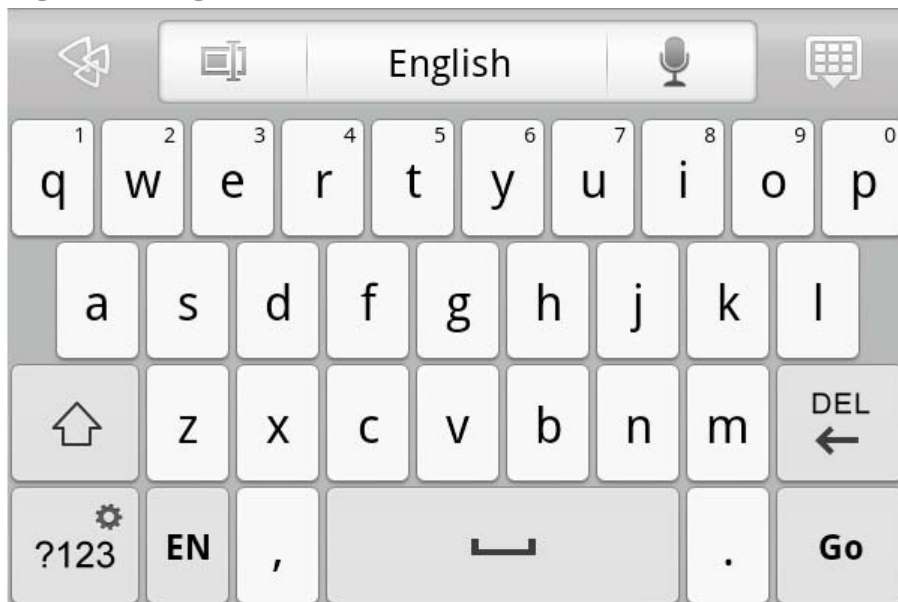 English
1 2 3 4 5 6 7 8 9 0
q w e r t y u i o p
a s d f g h j k l
z x c v b n m DEL
?123 EN , . Go